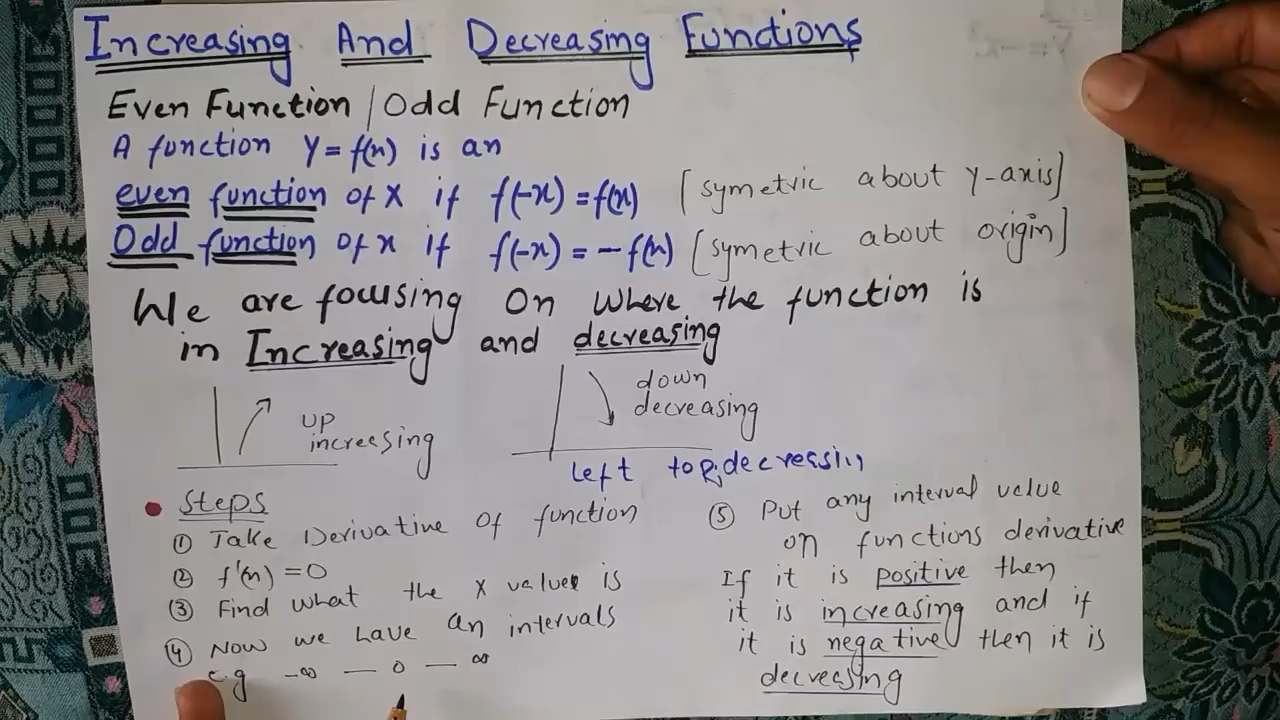 Increasing And Decreasing Functions
Even Function / Odd Function
A function Y = f(x) is an
even function of X if f(-x) = f(x) [symetric about Y-axis]
Odd function of x if f(-x) = -f(x) [symetric about origin]
We are focusing On where the function is
in Increasing and decreasing
UP
increasing
down
decreasing
Left to R; decreasing
• Steps
① Take Derivative Of function
② f'(x) = 0
③ Find what the X values is
④ Now we have an intervals
e.g -∞ — 0 — ∞
⑤ Put any interval value
on functions derivative
If it is positive then
it is increasing and if
it is negative then it is
decreasing